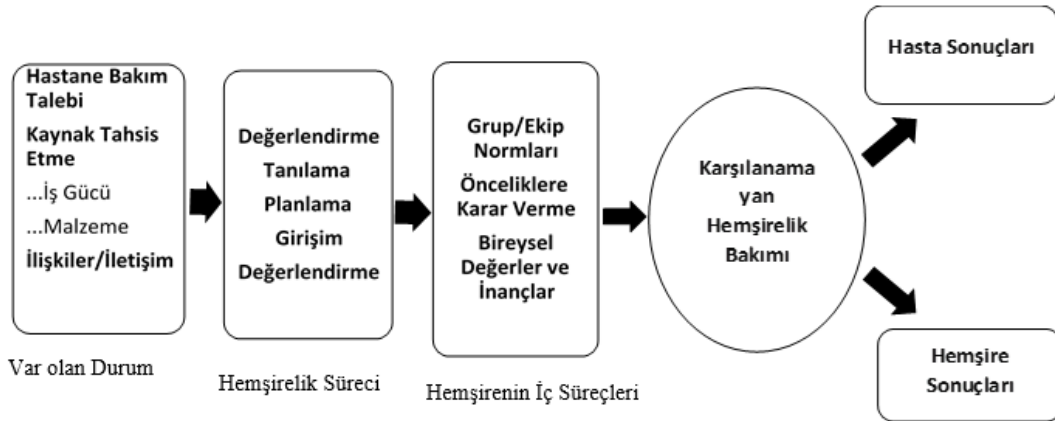 Hastane Bakım
Talebi
Kaynak Tahsis
Etme
...İş Gücü
...Malzeme
İlişkiler/İletişim
Var olan Durum
Değerlendirme
Tanılama
Planlama
Girişim
Değerlendirme
Hemşirelik Süreci
Grup/Ekip
Normları
Önceliklere
Karar Verme
Bireysel
Değerler ve
İnançlar
Hemşirenin İç Süreçleri
Karşılanama
yan
Hemşirelik
Bakımı
Hasta Sonuçları
Hemşire
Sonuçları